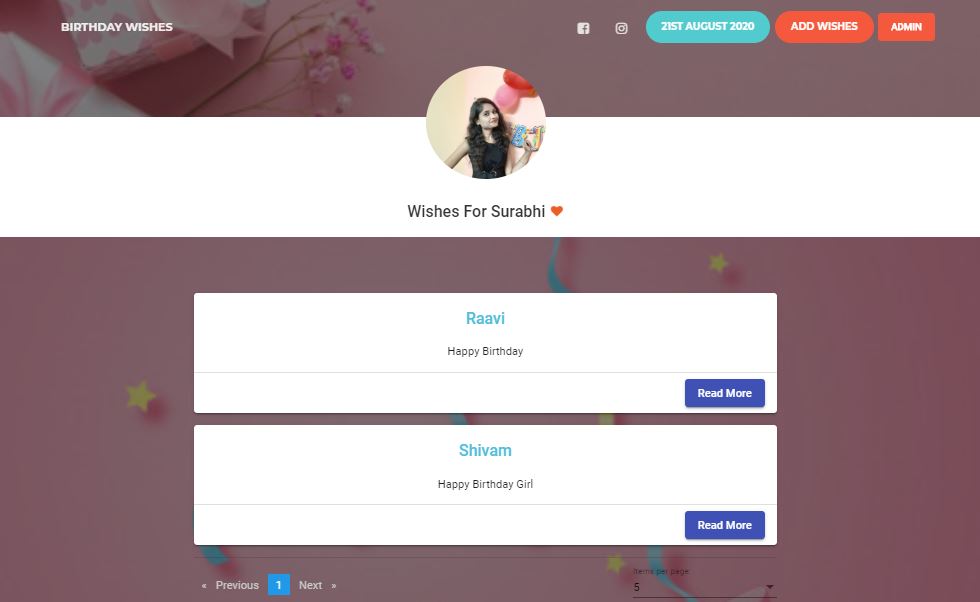 BIRTHDAY WISHES
21ST AUGUST 2020
ADD WISHES
ADMIN
Wishes For Surabhi
Raavi
Happy Birthday
Read More
Shivam
Happy Birthday Girl
Read More
« Previous 1 Next »
Items per page:
5